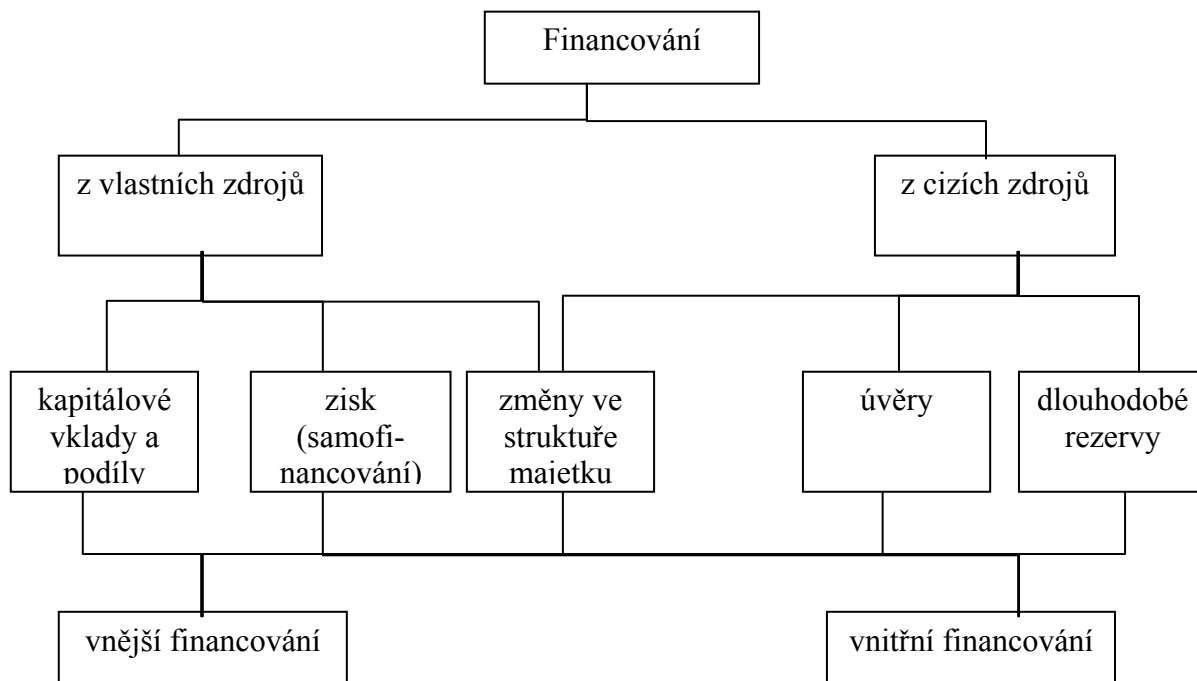 Financování
z vlastních zdrojů
z cizích zdrojů
kapitálové
vklady a
podíly
zisk
(samofi-
nancování)
změny ve
struktuře
majetku
úvěry
dlouhodobé
rezervy
vnější financování
vnitřní financování